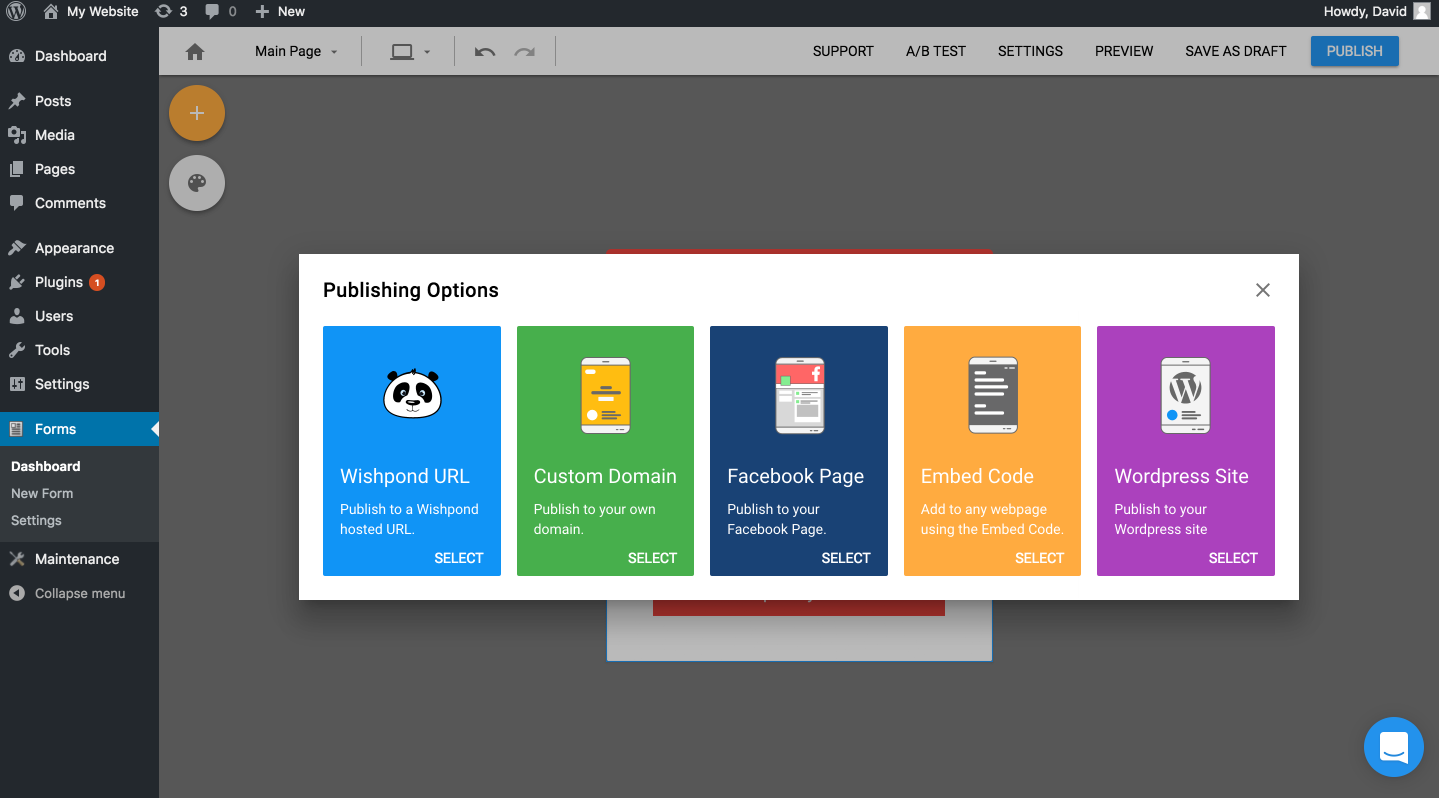 My Website
3
0
New
Howdy, David
Dashboard
Posts
Media
Pages
Comments
Appearance
Plugins 1
Users
Tools
Settings
Forms
Dashboard
New Form
Settings
Maintenance
Collapse menu
Main Page
SUPPORT
A/B TEST
SETTINGS
PREVIEW
SAVE AS DRAFT
PUBLISH
Publishing Options
Wishpond URL
Publish to a Wishpond
hosted URL.
SELECT
Custom Domain
Publish to your own
domain.
SELECT
Facebook Page
Publish to your
Facebook Page.
SELECT
Embed Code
Add to any webpage
using the Embed Code.
SELECT
Wordpress Site
Publish to your
Wordpress site
SELECT